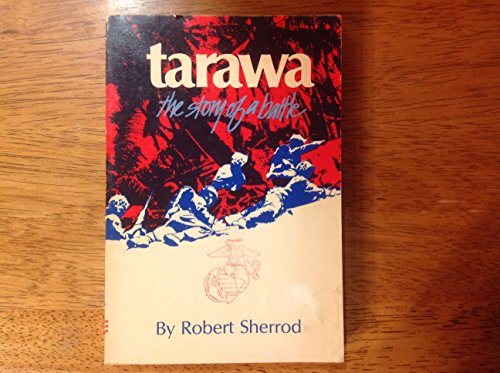 tarawa
the story of a battle
By Robert Sherrod